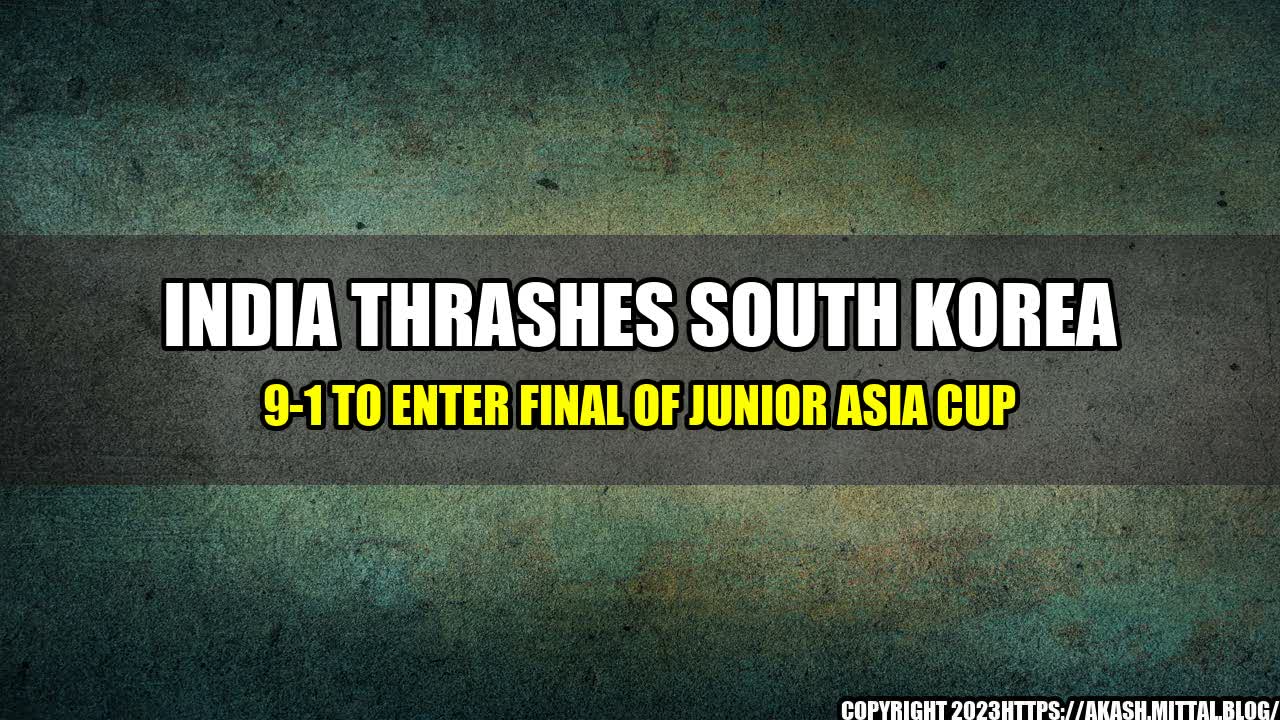 INDIA THRASHES SOUTH KOREA
9-1 TO ENTER FINAL OF JUNIOR ASIA CUP
COPYRIGHT 2023HTTPS://AKASH.MITTAL.BLOG/